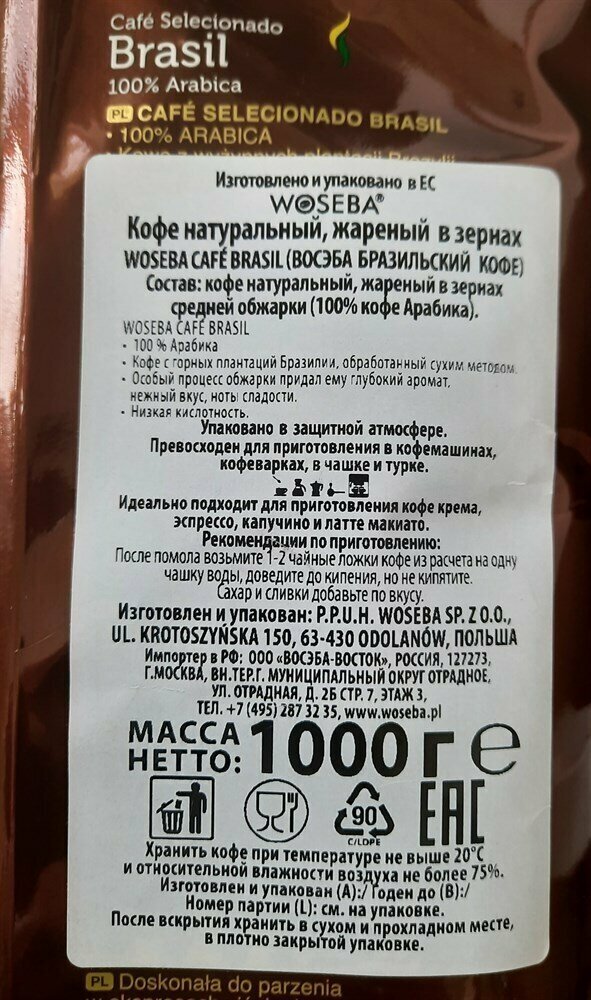 Café Selecionado
Brasil
100% Arabica
PL CAFÉ SELECIONADO BRASIL
• 100% ARABICA
Изготовлено и упаковано в ЕС
WOSEBA®
Кофе натуральный, жареный в зернах
WOSEBA CAFÉ BRASIL (ВОСЭБА БРАЗИЛЬСКИЙ КОФЕ)
Состав: кофе натуральный, жареный в зернах
средней обжарки (100% кофе Арабика).
WOSEBA CAFÉ BRASIL
• 100 % Арабика
• Кофе с горных плантаций Бразилии, обработанный сухим методом.
• Особый процесс обжарки придал ему глубокий аромат,
нежный вкус, ноты сладости.
• Низкая кислотность.
Упаковано в защитной атмосфере.
Превосходен для приготовления в кофемашинах,
кофеварках, в чашке и турке.
Идеально подходит для приготовления кофе крема,
эспрессо, капучино и латте макиато.
Рекомендации по приготовлению:
После помола возьмите 1-2 чайные ложки кофе из расчета на одну
чашку воды, доведите до кипения, но не кипятите.
Сахар и сливки добавьте по вкусу.
Изготовлен и упакован: P.P.U.H. WOSEBA SP. Z O.O.,
UL. KROTOSZYŃSKA 150, 63-430 ODOLANÓW, ПОЛЬША
Импортер в РФ: ООО «ВОСЭБА-ВОСТОК», РОССИЯ, 127273,
Г.МОСКВА, ВН.ТЕР.Г. МУНИЦИПАЛЬНЫЙ ОКРУГ ОТРАДНОЕ,
УЛ. ОТРАДНАЯ, Д. 2Б СТР. 7, ЭТАЖ 3,
ТЕЛ. +7 (495) 287 32 35, www.woseba.pl
МАССА
НЕТТО: 1000 г e
90
C/LDPE
EAC
Хранить кофе при температуре не выше 20°C
и относительной влажности воздуха не более 75%.
Изготовлен и упакован (A):/ Годен до (B):/
Номер партии (L): см. на упаковке.
После вскрытия хранить в сухом и прохладном месте,
в плотно закрытой упаковке.
PL Doskonała do parzenia